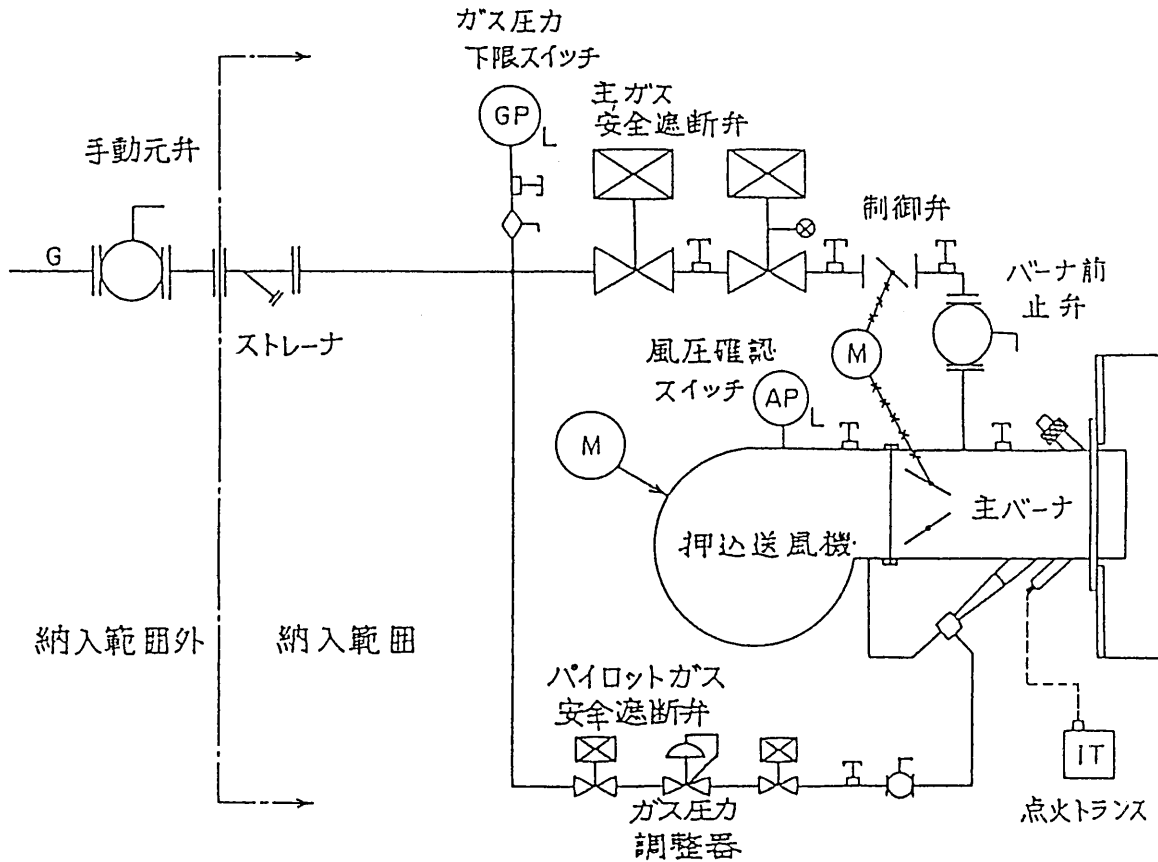 ガス圧力
下限スイッチ
GP
L
主ガス
安全遮断弁
手動元弁
制御弁
G
バーナ前
止弁
ストレーナ
風圧確認
スイッチ
M
AP
L
M
主バーナ
押込送風機
納入範囲外
納入範囲
パイロットガス
安全遮断弁
IT
ガス圧力
調整器
点火トランス